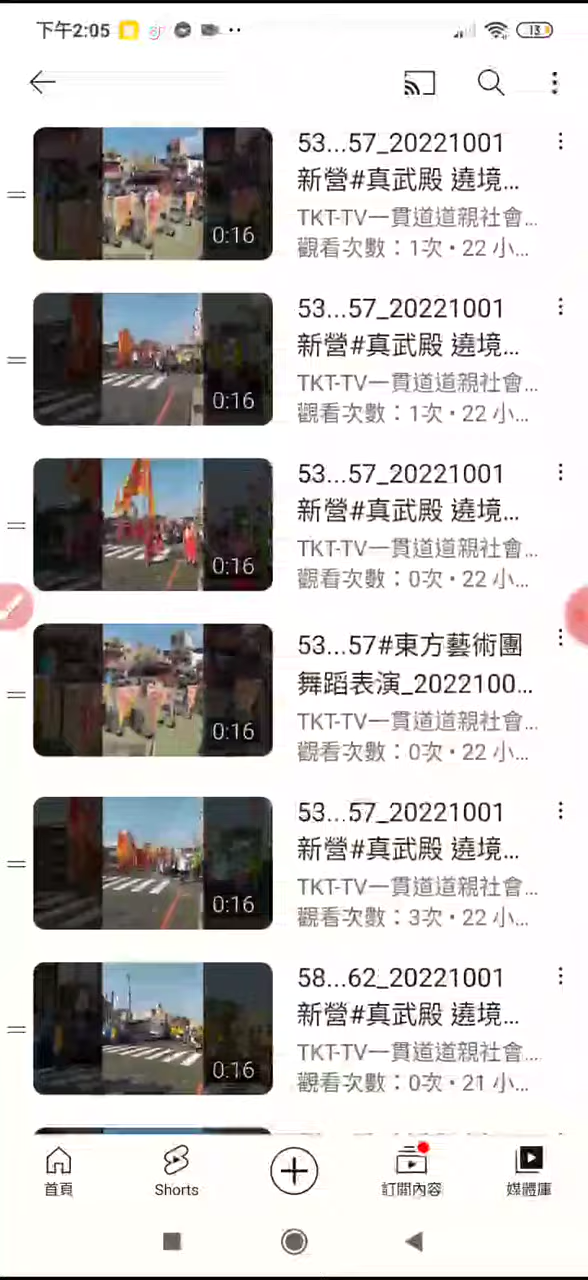 下午2:05
13
53...57_20221001
新營#真武殿 遶境...
TKT-TV一貫道道親社會...
觀看次數：1次・22 小...
0:16
53...57_20221001
新營#真武殿 遶境...
TKT-TV一貫道道親社會...
觀看次數：1次・22 小...
0:16
53...57_20221001
新營#真武殿 遶境...
TKT-TV一貫道道親社會...
觀看次數：0次・22 小...
0:16
53...57#東方藝術團
舞蹈表演_2022100...
TKT-TV一貫道道親社會...
觀看次數：0次・22 小...
0:16
53...57_20221001
新營#真武殿 遶境...
TKT-TV一貫道道親社會...
觀看次數：3次・22 小...
0:16
58...62_20221001
新營#真武殿 遶境...
TKT-TV一貫道道親社會...
觀看次數：0次・21 小...
0:16
首頁
Shorts
訂閱內容
媒體庫